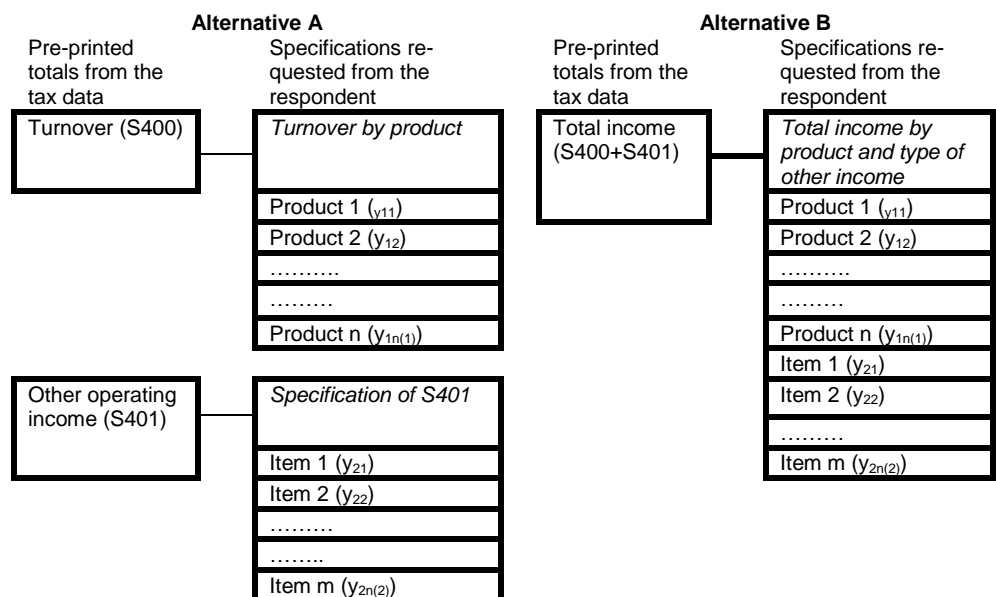 Alternative A
Pre-printed
totals from the
tax data
Specifications re-
quested from the
respondent
Turnover (S400)
Turnover by product
Product 1 (y11)
Product 2 (y12)
……….
………
Product n (y1n(1))
Other operating
income (S401)
Specification of S401
Item 1 (y21)
Item 2 (y22)
………
……..
Item m (y2n(2))
Alternative B
Pre-printed
totals from the
tax data
Specifications re-
quested from the
respondent
Total income
(S400+S401)
Total income by
product and type of
other income
Product 1 (y11)
Product 2 (y12)
……….
………
Product n (y1n(1))
Item 1 (y21)
Item 2 (y22)
………
Item m (y2n(2))